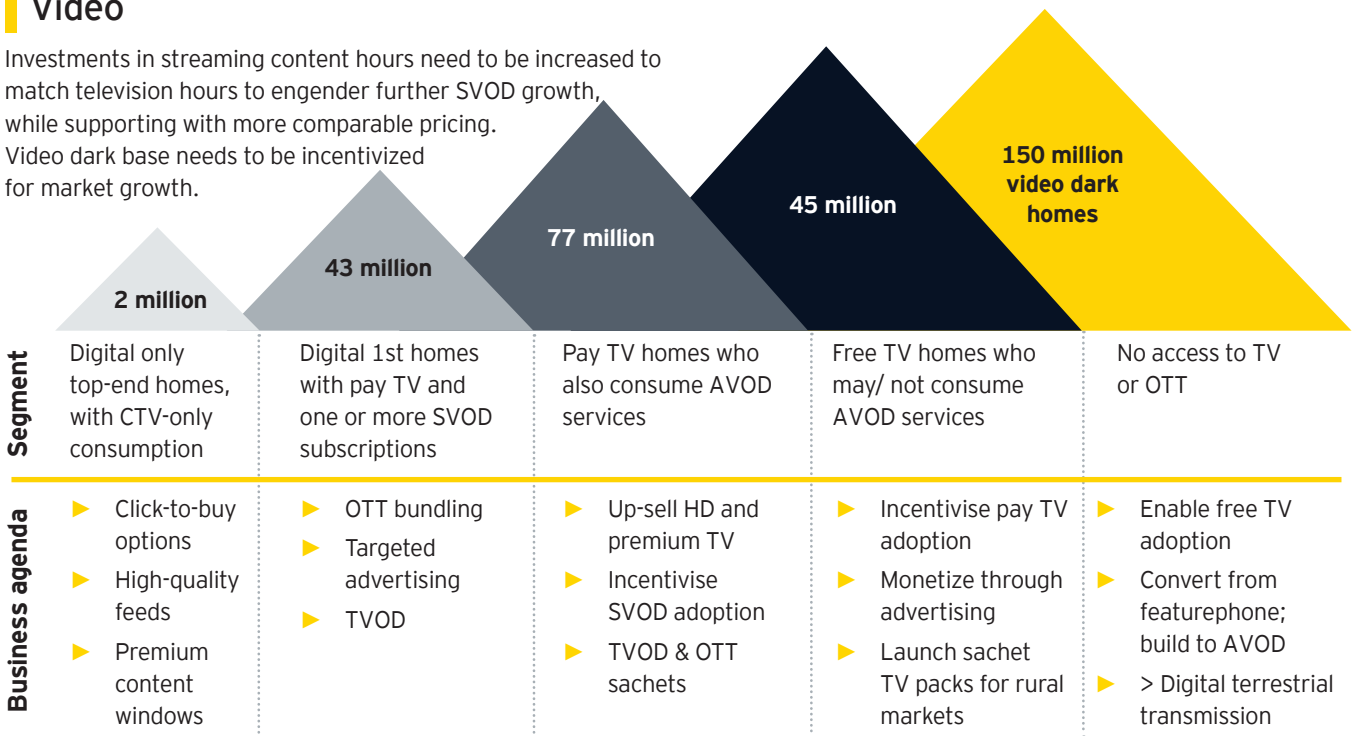 Video
Investments in streaming content hours need to be increased to
match television hours to engender further SVOD growth,
while supporting with more comparable pricing.
Video dark base needs to be incentivized
for market growth.
2 million
43 million
77 million
45 million
150 million
video dark
homes
Segment
Digital only
top-end homes,
with CTV-only
consumption
Digital 1st homes
with pay TV and
one or more SVOD
subscriptions
Pay TV homes who
also consume AVOD
services
Free TV homes who
may/ not consume
AVOD services
No access to TV
or OTT
Business agenda
► Click-to-buy
options
► High-quality
feeds
► Premium
content
windows
► OTT bundling
► Targeted
advertising
► TVOD
► Up-sell HD and
premium TV
► Incentivise
SVOD adoption
► TVOD & OTT
sachets
► Incentivise pay TV
adoption
► Monetize through
advertising
► Launch sachet
TV packs for rural
markets
► Enable free TV
adoption
► Convert from
featurephone;
build to AVOD
► > Digital terrestrial
transmission